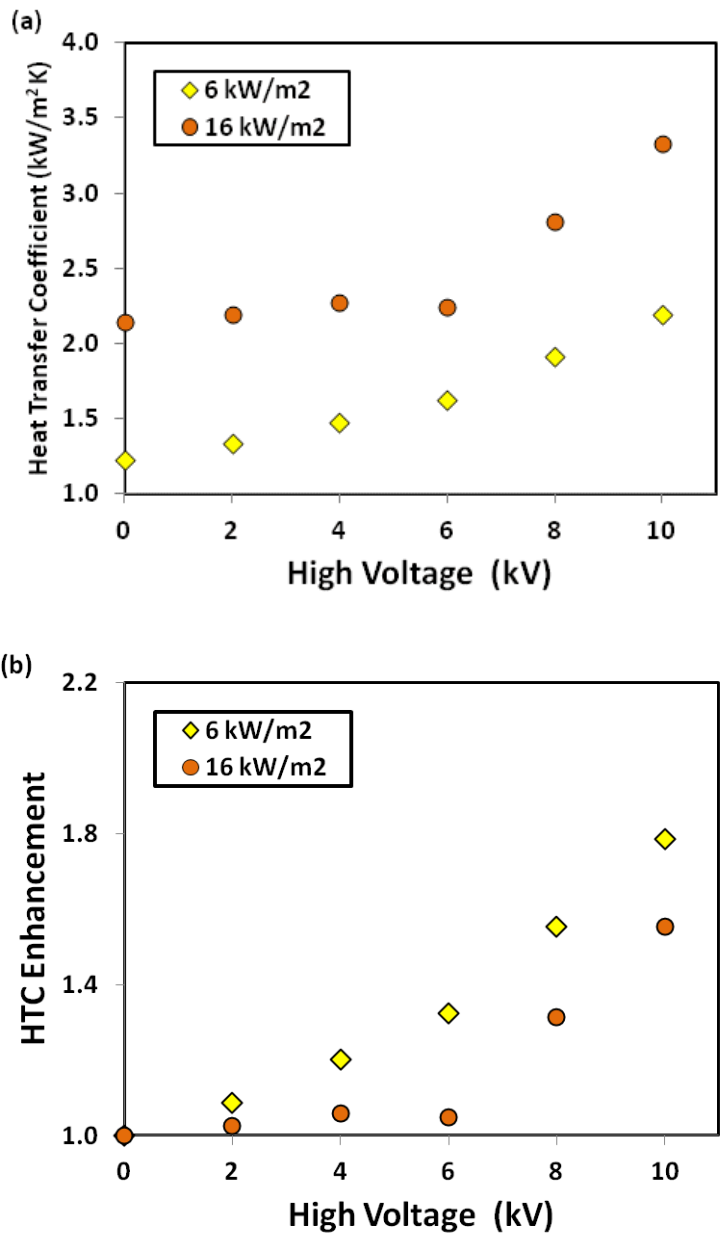 (a)
4.0
3.5
3.0
2.5
2.0
1.5
1.0
Heat Transfer Coefficient (kW/m²K)
6 kW/m2
16 kW/m2
0 2 4 6 8 10
High Voltage (kV)
(b)
2.2
1.8
1.4
1.0
HTC Enhancement
6 kW/m2
16 kW/m2
0 2 4 6 8 10
High Voltage (kV)